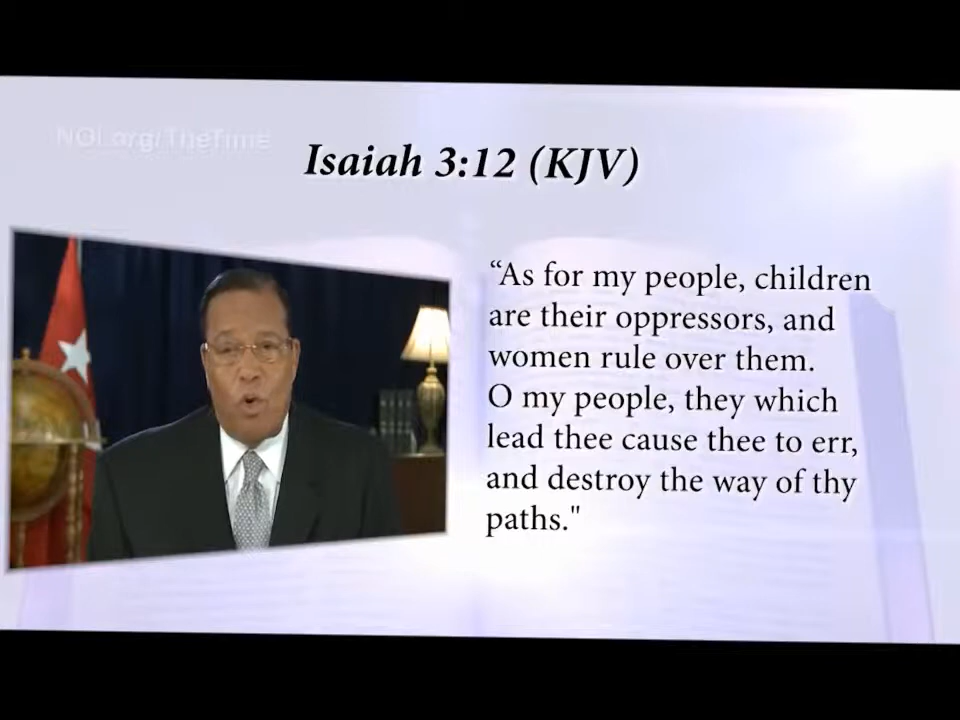 NOI.org/TheTime
Isaiah 3:12 (KJV)
“As for my people, children
are their oppressors, and
women rule over them.
O my people, they which
lead thee cause thee to err,
and destroy the way of thy
paths."